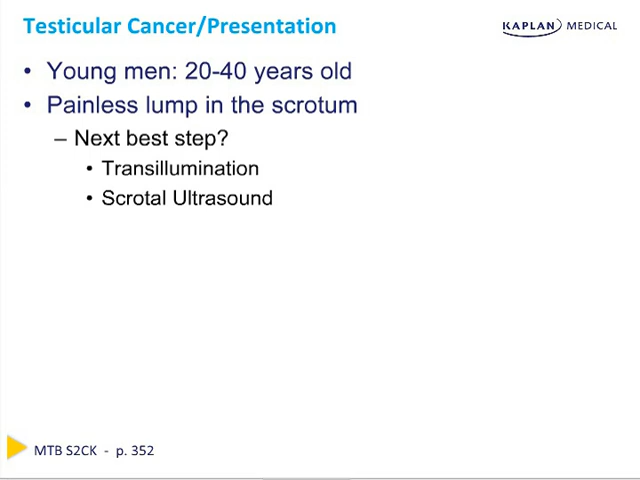 Testicular Cancer/Presentation
KAPLAN MEDICAL
• Young men: 20-40 years old
• Painless lump in the scrotum
– Next best step?
• Transillumination
• Scrotal Ultrasound
MTB S2CK - p. 352